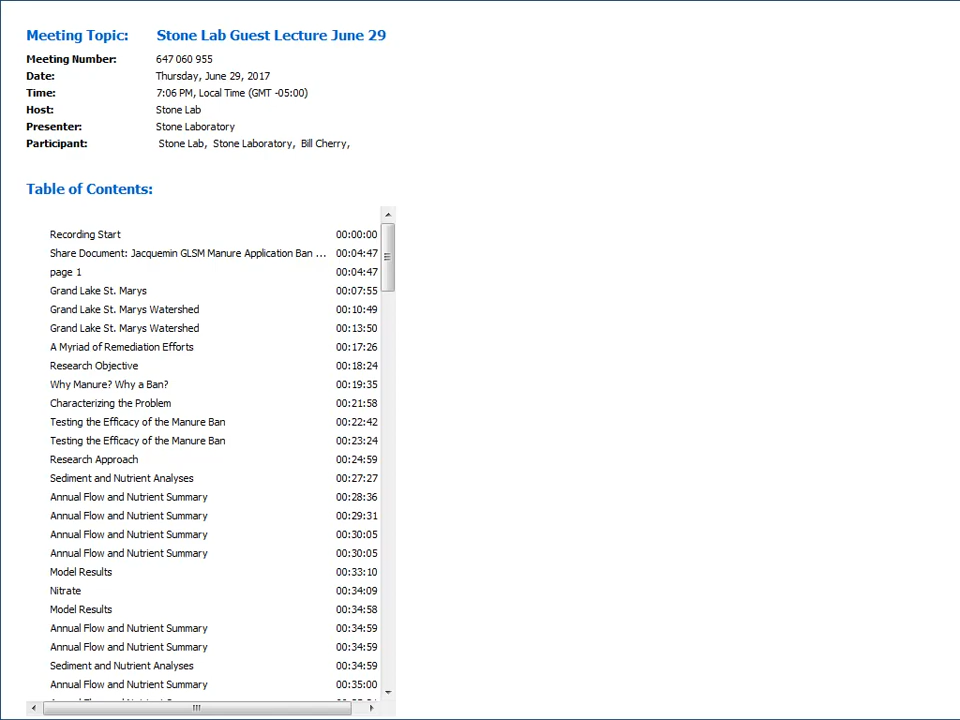 Meeting Topic: Stone Lab Guest Lecture June 29
Meeting Number: 647 060 955
Date: Thursday, June 29, 2017
Time: 7:06 PM, Local Time (GMT -05:00)
Host: Stone Lab
Presenter: Stone Laboratory
Participant: Stone Lab, Stone Laboratory, Bill Cherry,
Table of Contents:
Recording Start 00:00:00
Share Document: Jacquemin GLSM Manure Application Ban ... 00:04:47
page 1 00:04:47
Grand Lake St. Marys 00:07:55
Grand Lake St. Marys Watershed 00:10:49
Grand Lake St. Marys Watershed 00:13:50
A Myriad of Remediation Efforts 00:17:26
Research Objective 00:18:24
Why Manure? Why a Ban? 00:19:35
Characterizing the Problem 00:21:58
Testing the Efficacy of the Manure Ban 00:22:42
Testing the Efficacy of the Manure Ban 00:23:24
Research Approach 00:24:59
Sediment and Nutrient Analyses 00:27:27
Annual Flow and Nutrient Summary 00:28:36
Annual Flow and Nutrient Summary 00:29:31
Annual Flow and Nutrient Summary 00:30:05
Annual Flow and Nutrient Summary 00:30:05
Model Results 00:33:10
Nitrate 00:34:09
Model Results 00:34:58
Annual Flow and Nutrient Summary 00:34:59
Annual Flow and Nutrient Summary 00:34:59
Sediment and Nutrient Analyses 00:34:59
Annual Flow and Nutrient Summary 00:35:00